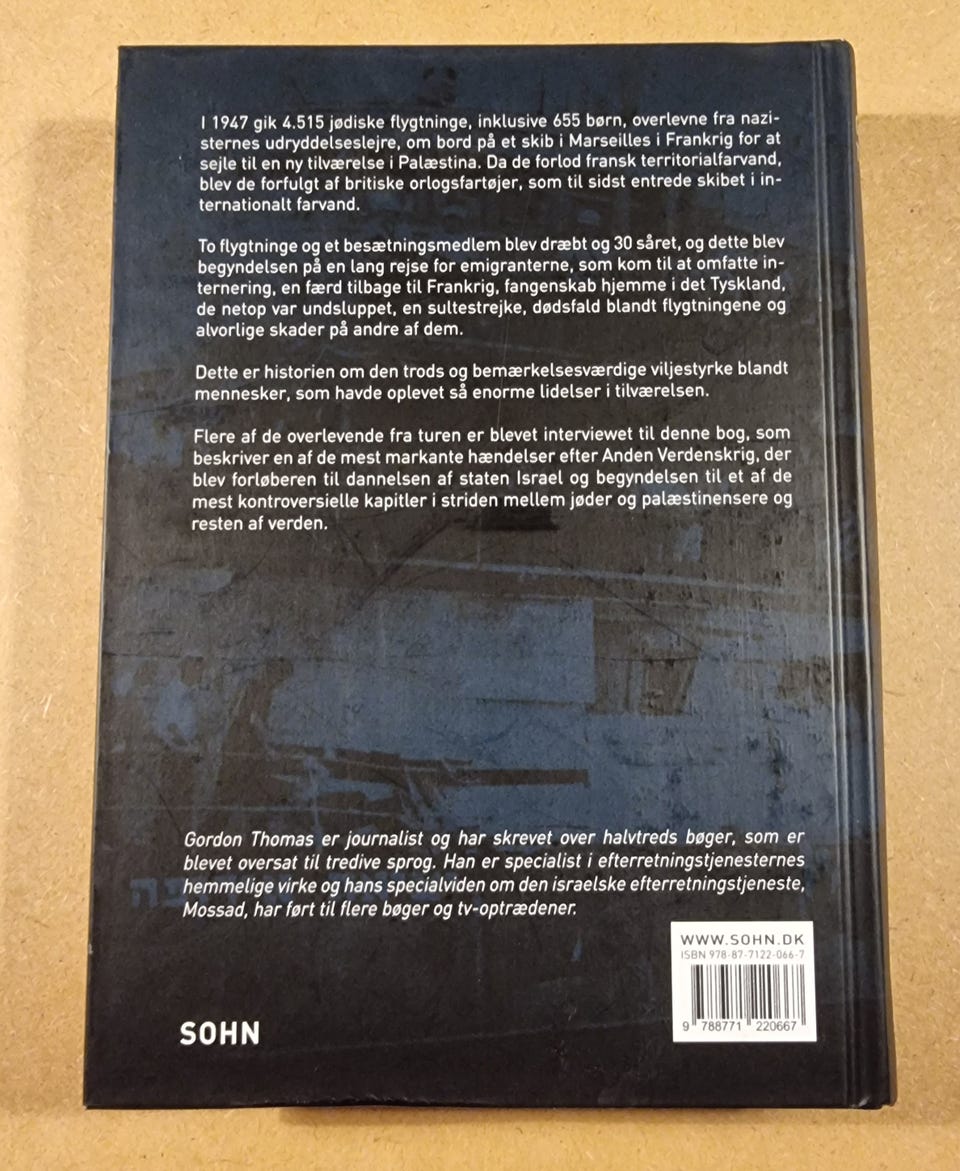 I 1947 gik 4.515 jødiske flygtninge, inklusive 655 børn, overlevne fra nazi-
sternes udryddelseslejre, om bord på et skib i Marseilles i Frankrig for at
sejle til en ny tilværelse i Palæstina. Da de forlod fransk territorialfarvand,
blev de forfulgt af britiske orlogsfartøjer, som til sidst entrede skibet i in-
ternationalt farvand.
To flygtninge og et besætningsmedlem blev dræbt og 30 såret, og dette blev
begyndelsen på en lang rejse for emigranterne, som kom til at omfatte in-
ternering, en færd tilbage til Frankrig, fangenskab hjemme i det Tyskland,
de netop var undsluppet, en sultestrejke, dødsfald blandt flygtningene og
alvorlige skader på andre af dem.
Dette er historien om den trods og bemærkelsesværdige viljestyrke blandt
mennesker, som havde oplevet så enorme lidelser i tilværelsen.
Flere af de overlevende fra turen er blevet interviewet til denne bog, som
beskriver en af de mest markante hændelser efter Anden Verdenskrig, der
blev forløberen til dannelsen af staten Israel og begyndelsen til et af de
mest kontroversielle kapitler i striden mellem jøder og palæstinensere og
resten af verden.
Gordon Thomas er journalist og har skrevet over halvtreds bøger, som er
blevet oversat til tredive sprog. Han er specialist i efterretningstjenesternes
hemmelige virke og hans specialviden om den israelske efterretningstjeneste,
Mossad, har ført til flere bøger og tv-optrædener.
WWW.SOHN.DK
ISBN 978-87-7122-066-7
9 788771 220667
SOHN